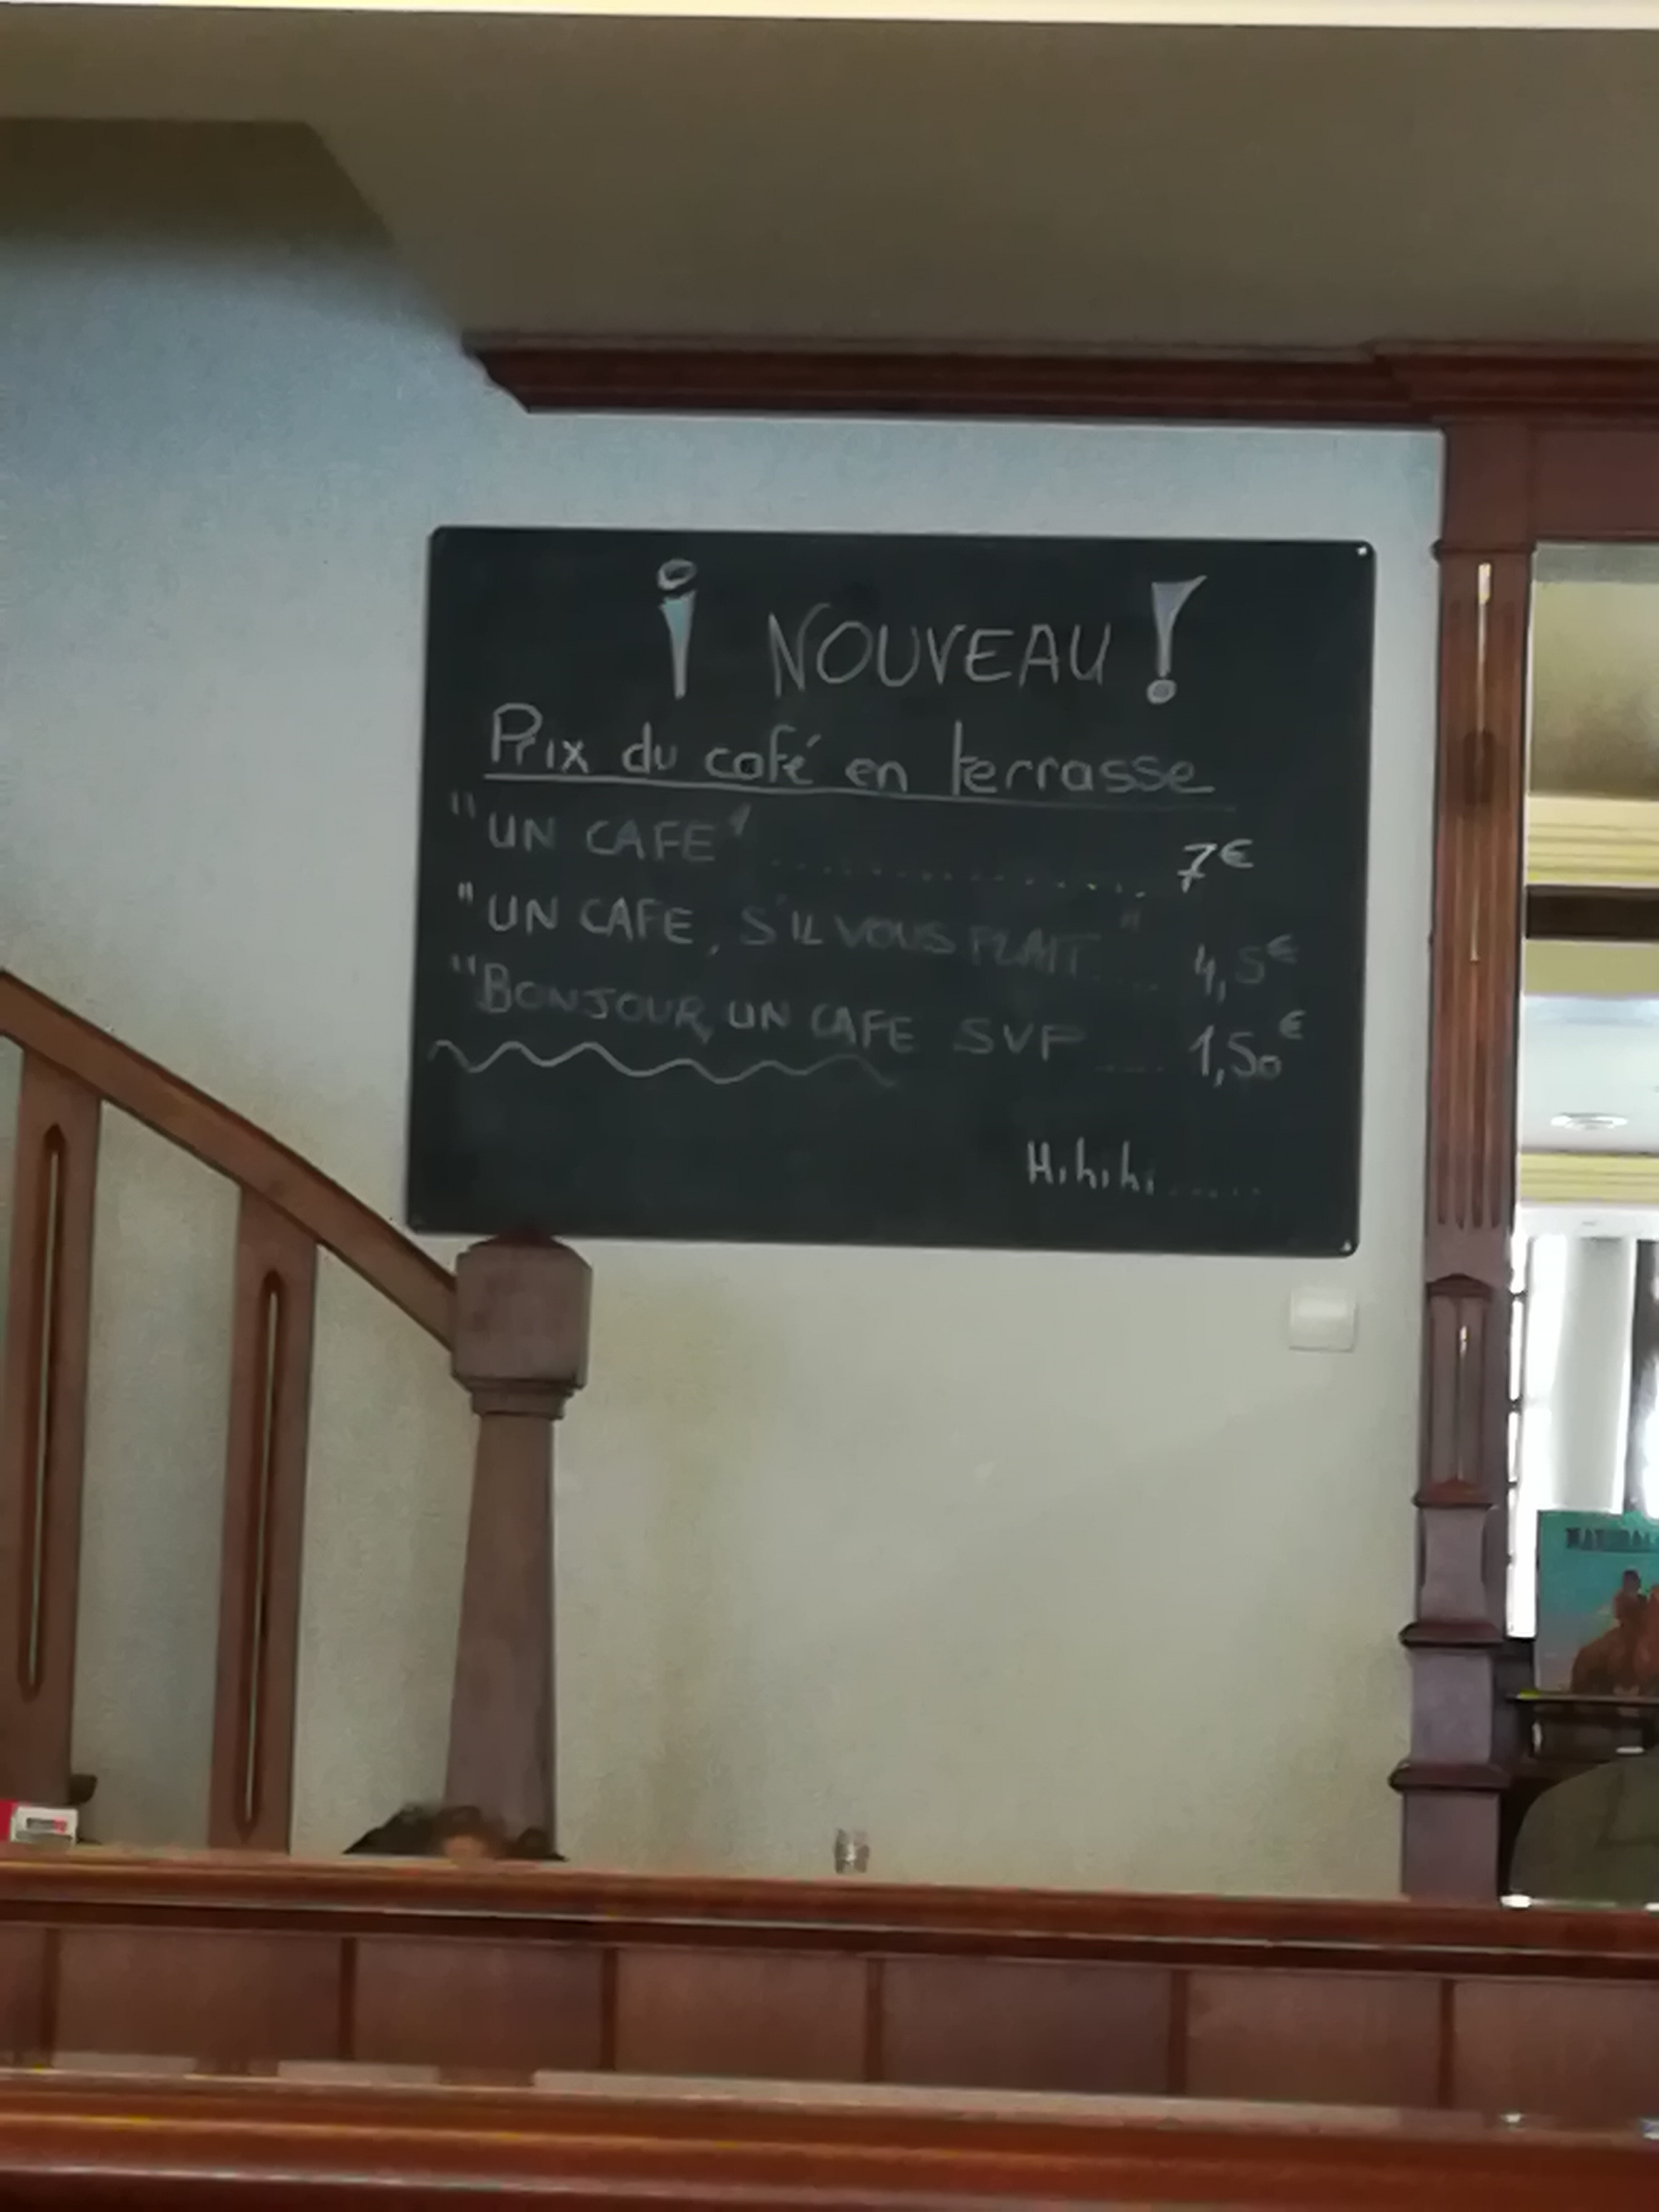 ¡ NOUVEAU !
Prix du café en terrasse
"UN CAFE" .................. 7€
"UN CAFE, S'IL VOUS PLAIT" ..... 4,5€
"BONJOUR, UN CAFE SVP ..... 1,50€
Hihihi......